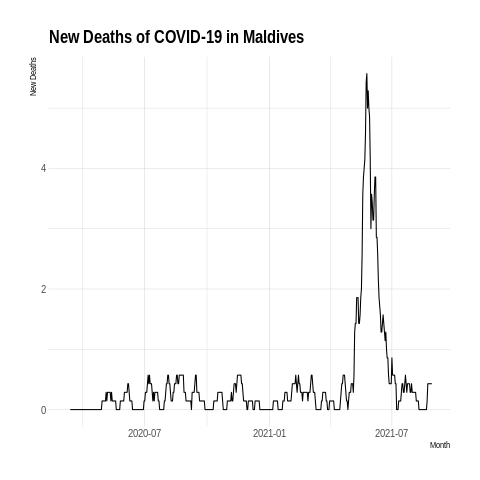 New Deaths of COVID-19 in Maldives
New Deaths
4
2
0
2020-07
2021-01
2021-07
Month